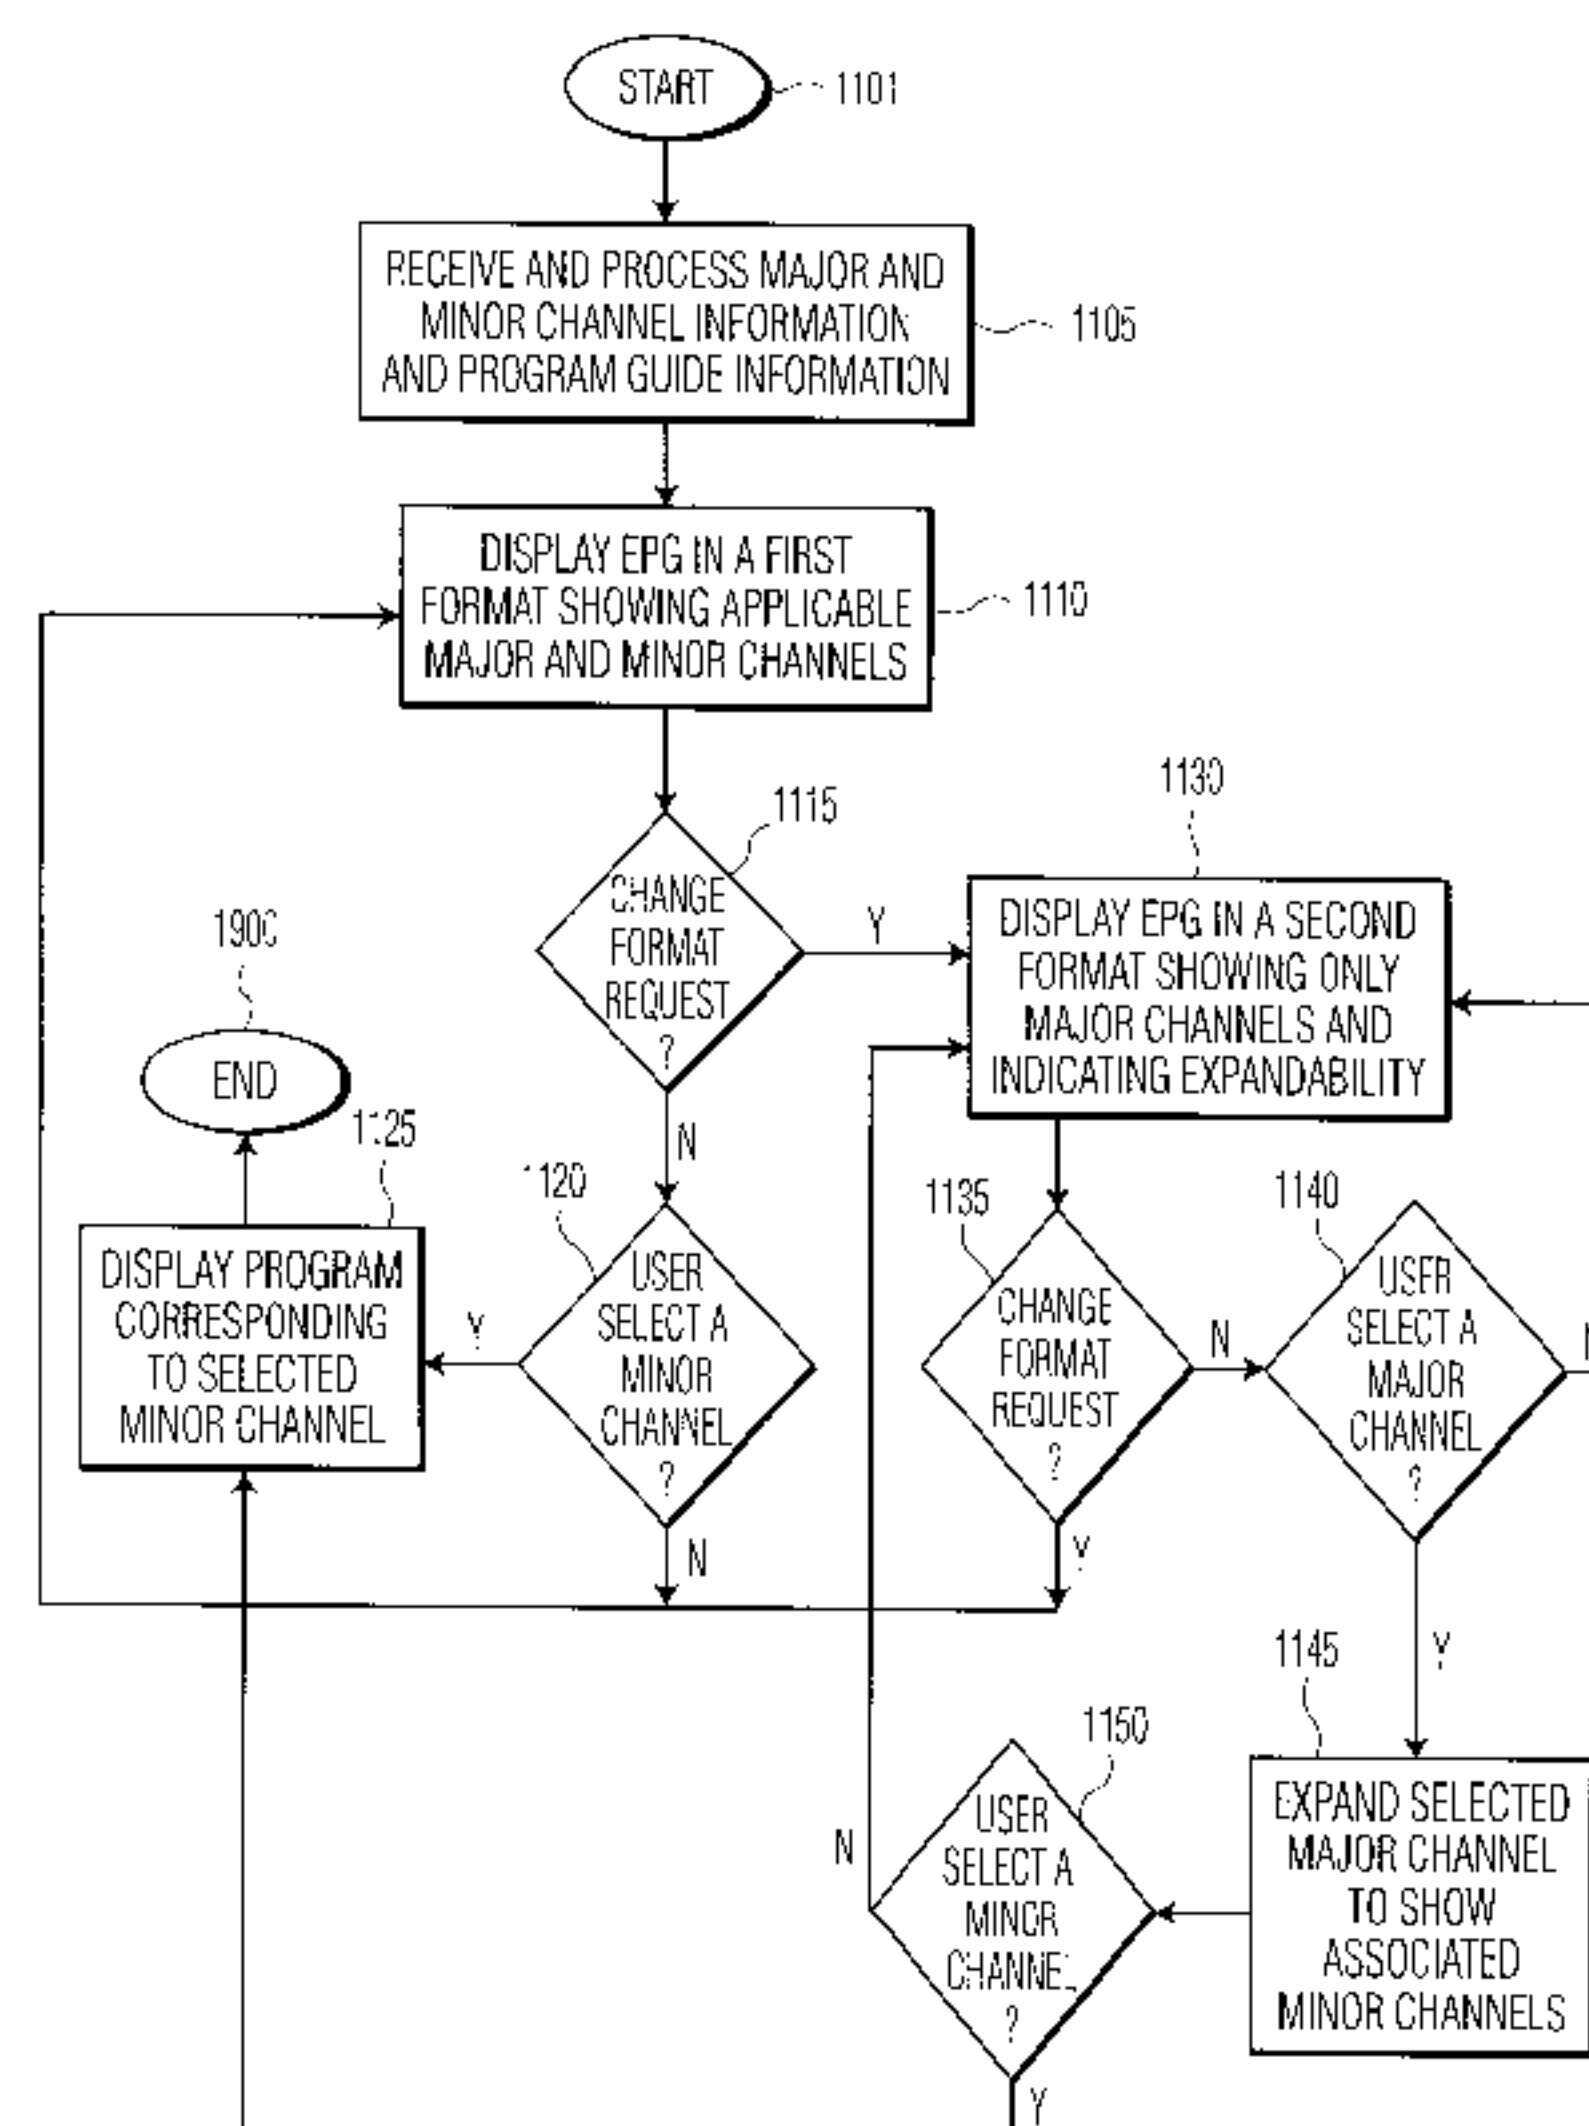 START
1101
RECEIVE AND PROCESS MAJOR AND
MINOR CHANNEL INFORMATION
AND PROGRAM GUIDE INFORMATION
1105
DISPLAY EPG IN A FIRST
FORMAT SHOWING APPLICABLE
MAJOR AND MINOR CHANNELS
1110
1115
CHANGE
FORMAT
REQUEST
?
Y
N
1130
DISPLAY EPG IN A SECOND
FORMAT SHOWING ONLY
MAJOR CHANNELS AND
INDICATING EXPANDABILITY
1900
END
1125
DISPLAY PROGRAM
CORRESPONDING
TO SELECTED
MINOR CHANNEL
1120
USER
SELECT A
MINOR
CHANNEL
?
Y
N
1135
CHANGE
FORMAT
REQUEST
?
N
Y
1140
USER
SELECT A
MAJOR
CHANNEL
?
Y
1145
EXPAND SELECTED
MAJOR CHANNEL
TO SHOW
ASSOCIATED
MINOR CHANNELS
1150
USER
SELECT A
MINOR
CHANNEL
?
N
Y